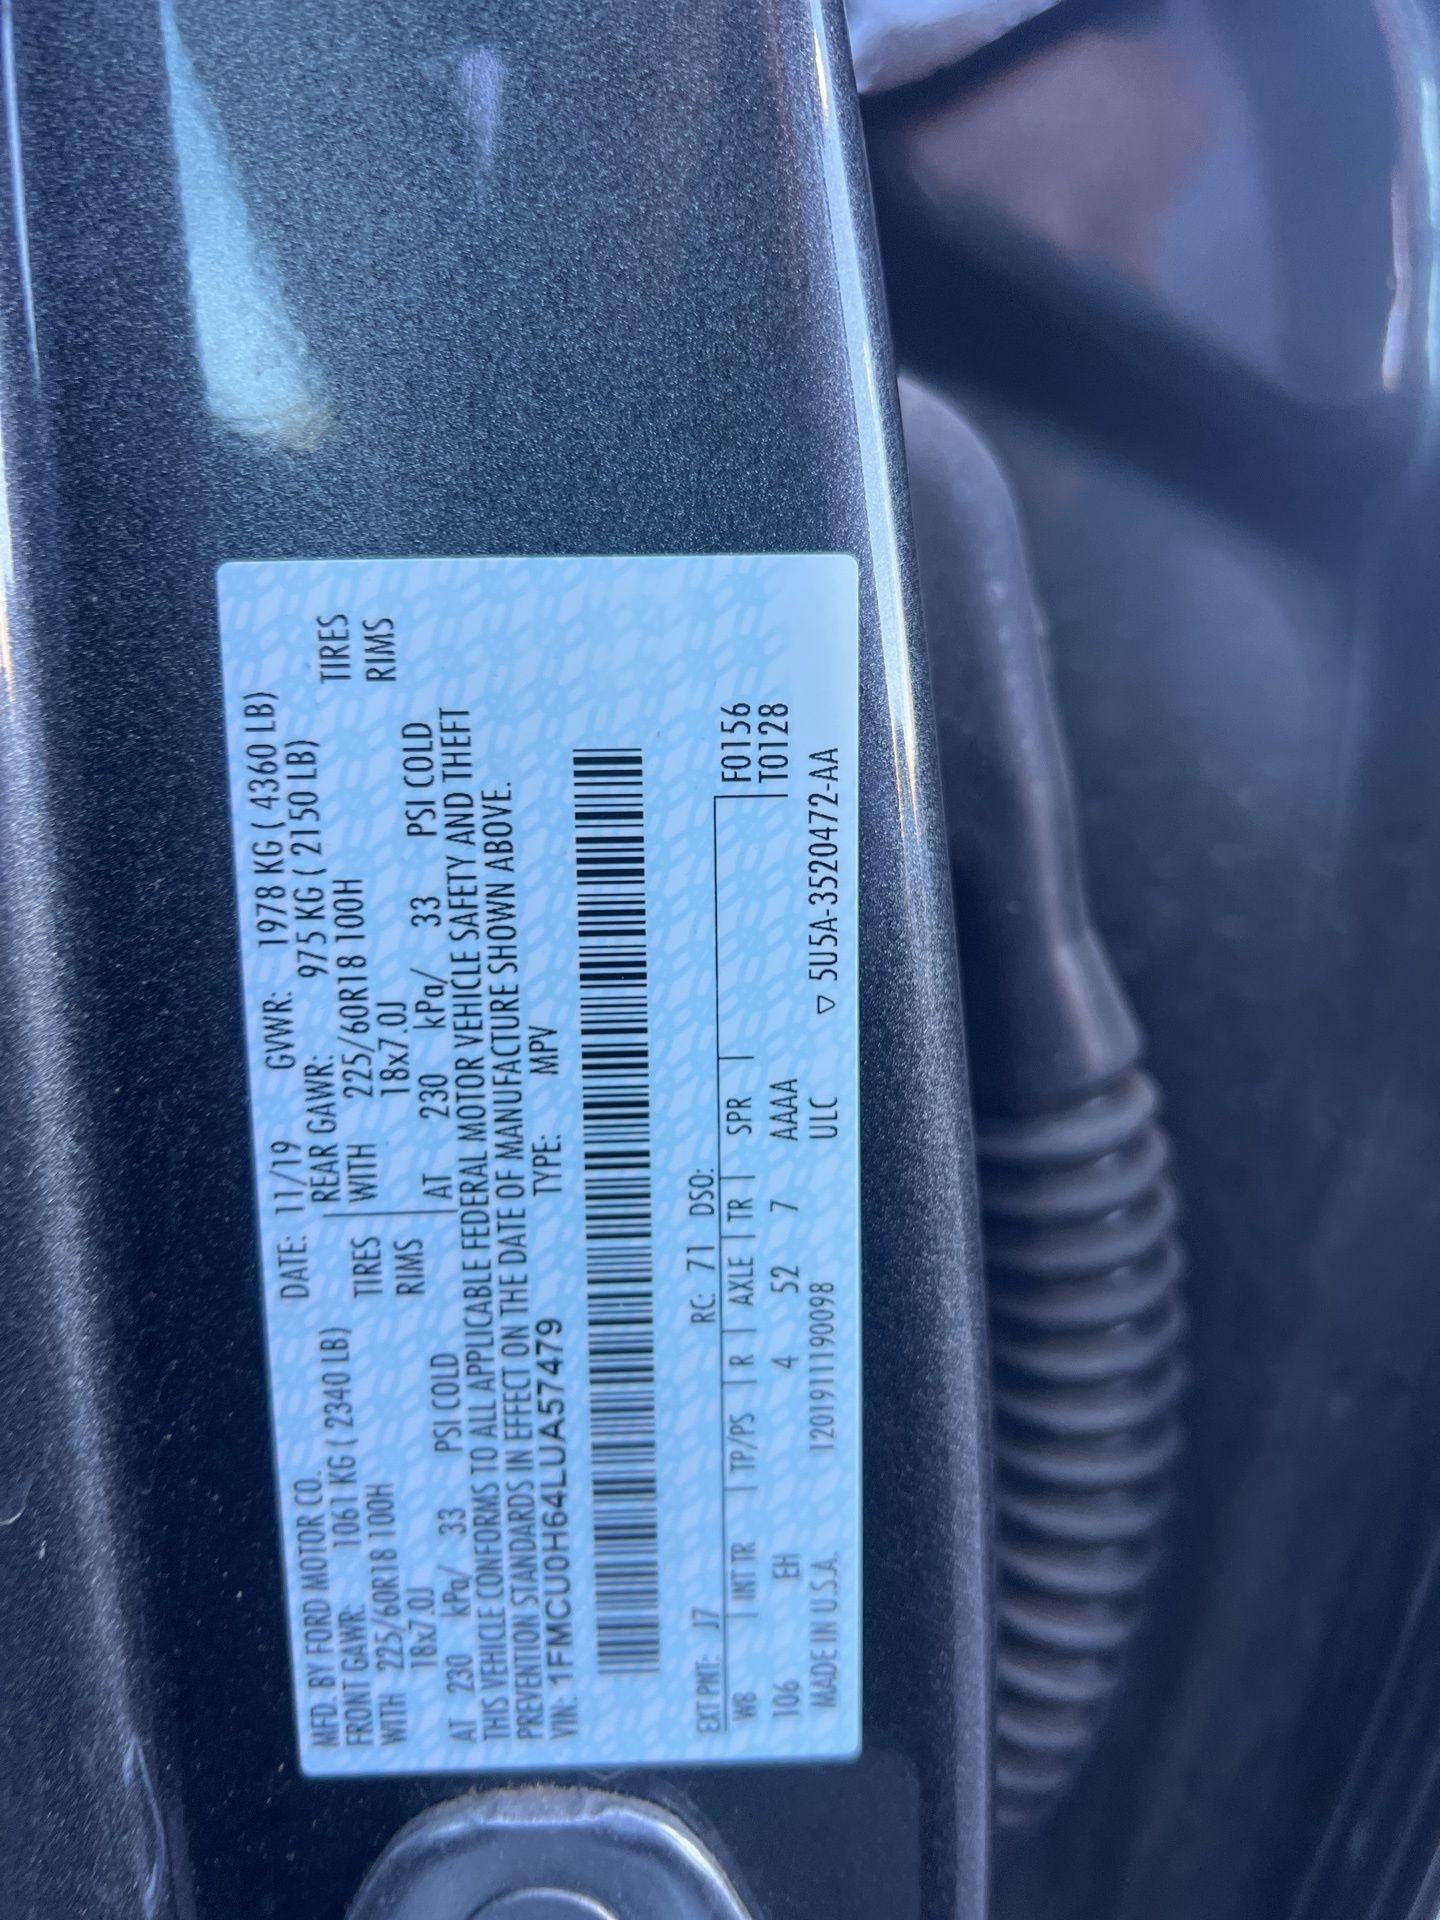 MFD. BY FORD MOTOR CO. DATE: 11/19 GVWR: 1978 KG ( 4360 LB)
FRONT GAWR: 1061 KG ( 2340 LB) REAR GAWR: 975 KG ( 2150 LB)
WITH 225/60R18 100H TIRES WITH 225/60R18 100H TIRES
18x7.0J RIMS 18x7.0J RIMS
AT 230 kPa/ 33 PSI COLD AT 230 kPa/ 33 PSI COLD
THIS VEHICLE CONFORMS TO ALL APPLICABLE FEDERAL MOTOR VEHICLE SAFETY AND THEFT
PREVENTION STANDARDS IN EFFECT ON THE DATE OF MANUFACTURE SHOWN ABOVE.
VIN: 1FMCU0H64LUA57479 TYPE: MPV
EXT PNT: J7 RC: 71 DSO: F0156
WB INT TR TP/PS R AXLE TR SPR T0128
106 EH 4 52 7 AAAA
MADE IN U.S.A. 1201911190098 ULC ▽ 5U5A-3520472-AA